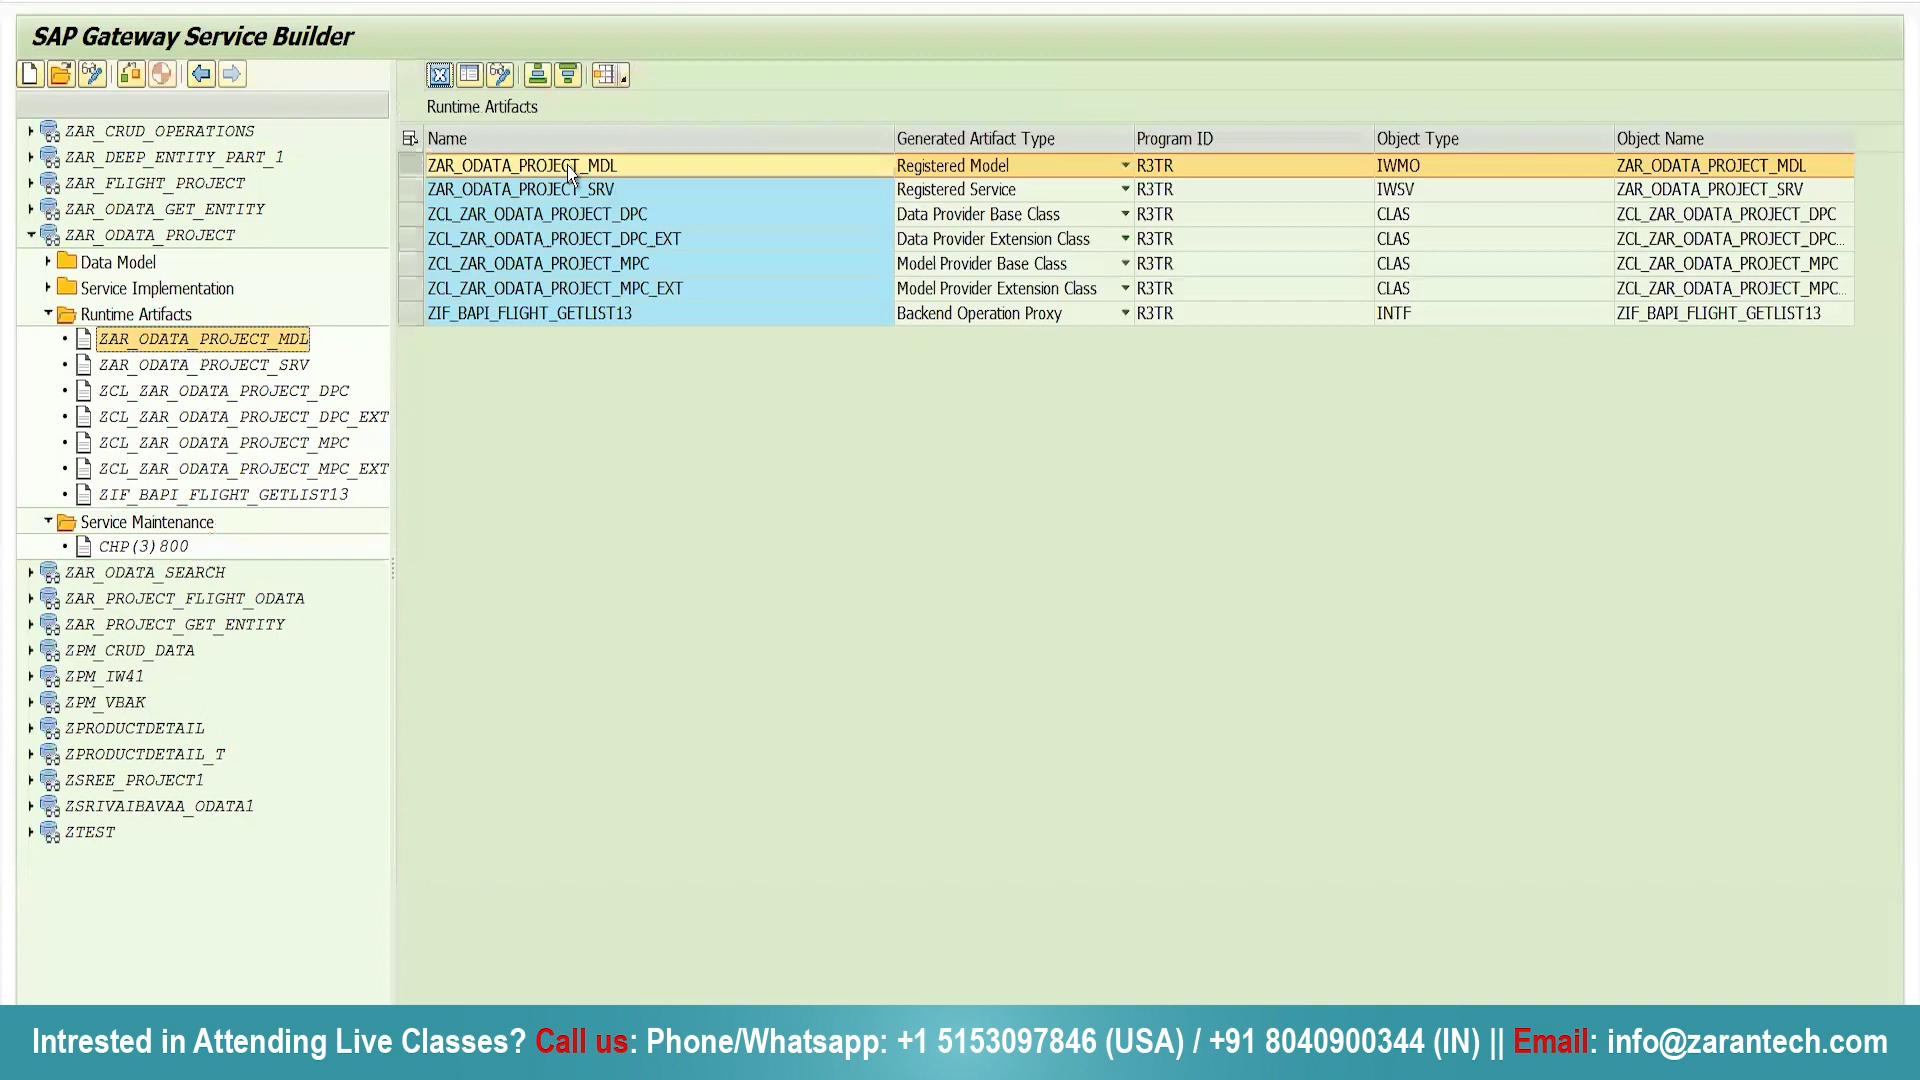 SAP Gateway Service Builder
Runtime Artifacts
Name Generated Artifact Type Program ID Object Type Object Name
ZAR_ODATA_PROJECT_MDL Registered Model R3TR IWMO ZAR_ODATA_PROJECT_MDL
ZAR_ODATA_PROJECT_SRV Registered Service R3TR IWSV ZAR_ODATA_PROJECT_SRV
ZCL_ZAR_ODATA_PROJECT_DPC Data Provider Base Class R3TR CLAS ZCL_ZAR_ODATA_PROJECT_DPC
ZCL_ZAR_ODATA_PROJECT_DPC_EXT Data Provider Extension Class R3TR CLAS ZCL_ZAR_ODATA_PROJECT_DPC...
ZCL_ZAR_ODATA_PROJECT_MPC Model Provider Base Class R3TR CLAS ZCL_ZAR_ODATA_PROJECT_MPC
ZCL_ZAR_ODATA_PROJECT_MPC_EXT Model Provider Extension Class R3TR CLAS ZCL_ZAR_ODATA_PROJECT_MPC...
ZIF_BAPI_FLIGHT_GETLIST13 Backend Operation Proxy R3TR INTF ZIF_BAPI_FLIGHT_GETLIST13
ZAR_CRUD_OPERATIONS
ZAR_DEEP_ENTITY_PART_1
ZAR_FLIGHT_PROJECT
ZAR_ODATA_GET_ENTITY
ZAR_ODATA_PROJECT
Data Model
Service Implementation
Runtime Artifacts
ZAR_ODATA_PROJECT_MDL
ZAR_ODATA_PROJECT_SRV
ZCL_ZAR_ODATA_PROJECT_DPC
ZCL_ZAR_ODATA_PROJECT_DPC_EXT
ZCL_ZAR_ODATA_PROJECT_MPC
ZCL_ZAR_ODATA_PROJECT_MPC_EXT
ZIF_BAPI_FLIGHT_GETLIST13
Service Maintenance
CHP(3)800
ZAR_ODATA_SEARCH
ZAR_PROJECT_FLIGHT_ODATA
ZAR_PROJECT_GET_ENTITY
ZPM_CRUD_DATA
ZPM_IW41
ZPM_VBAK
ZPRODUCTDETAIL
ZPRODUCTDETAIL_T
ZSREE_PROJECT1
ZSRIVAIBAVAA_ODATA1
ZTEST
Intrested in Attending Live Classes? Call us: Phone/Whatsapp: +1 5153097846 (USA) / +91 8040900344 (IN) || Email: info@zarantech.com